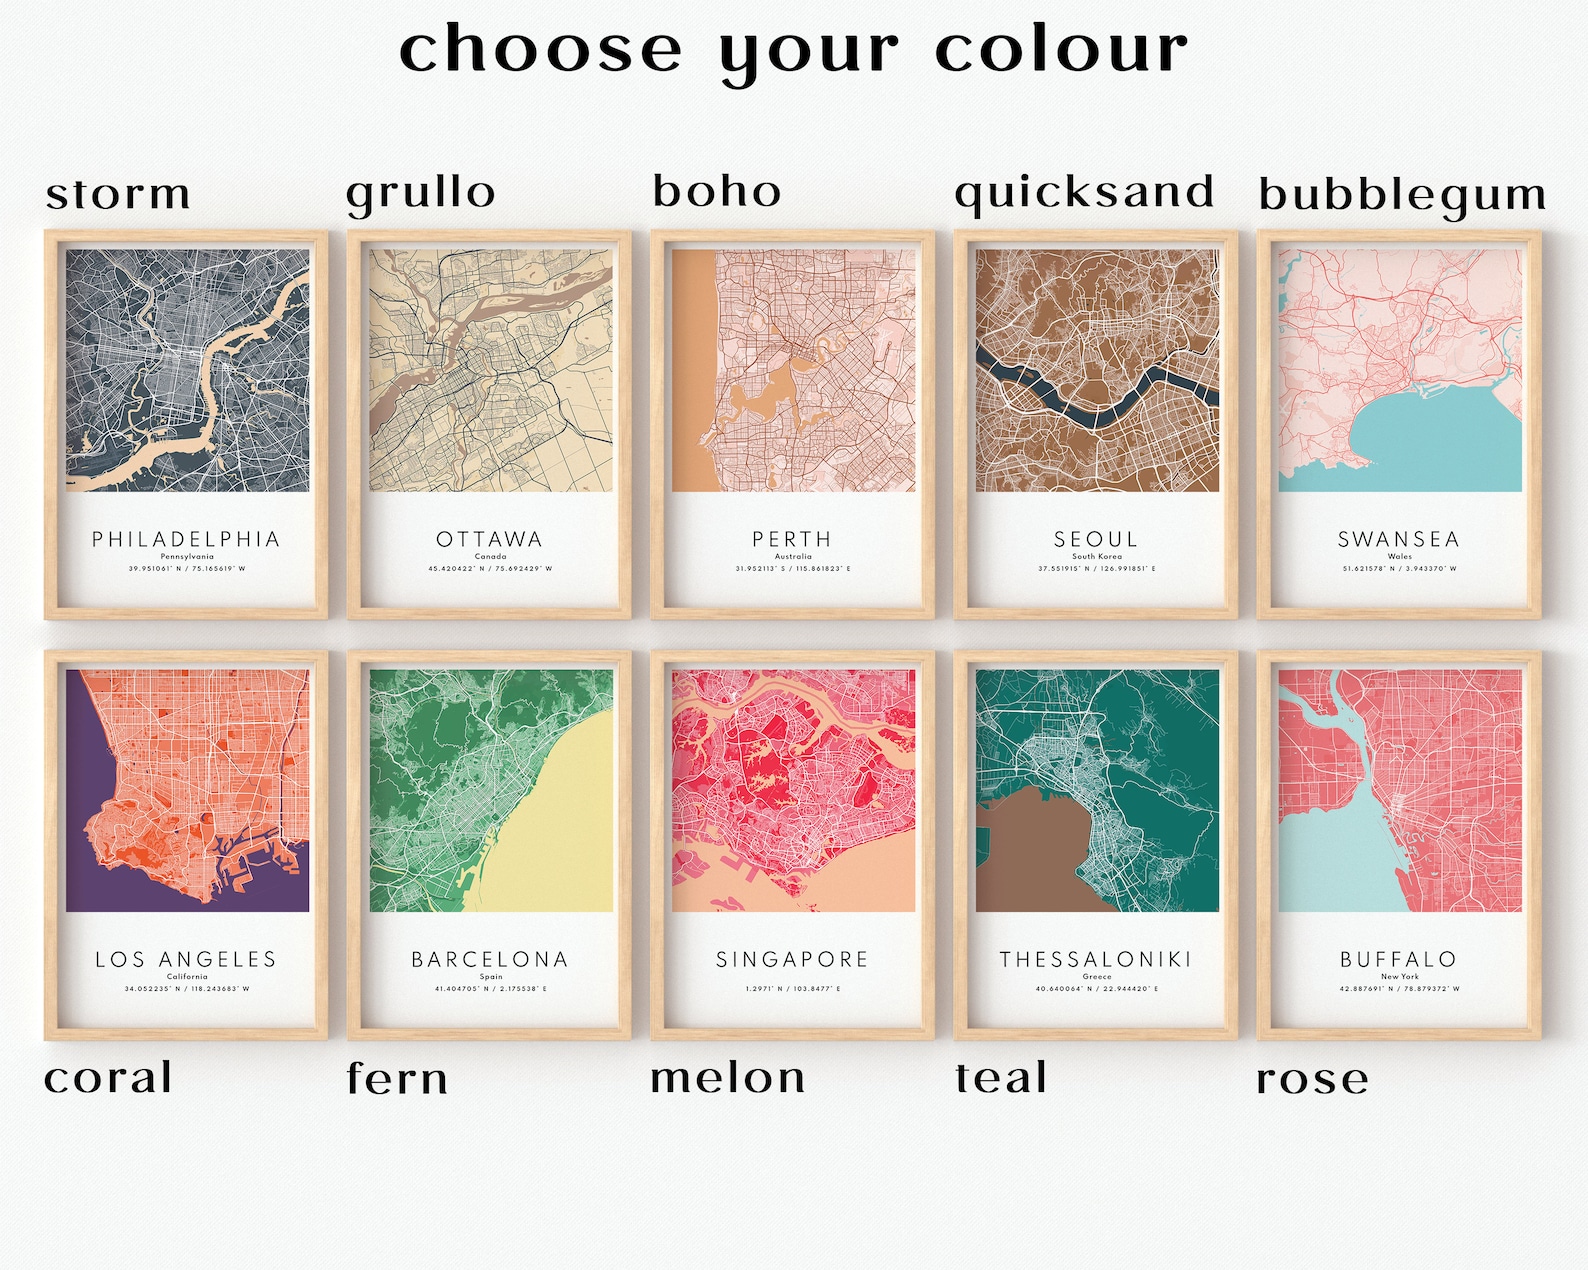 choose your colour
storm
grullo
boho
quicksand
bubblegum
PHILADELPHIA
Pennsylvania
39.951061° N / 75.165619° W
OTTAWA
Canada
45.420422° N / 75.692429° W
PERTH
Australia
31.952113° S / 115.861823° E
SEOUL
South Korea
37.551915° N / 126.991851° E
SWANSEA
Wales
51.621578° N / 3.943370° W
LOS ANGELES
California
34.052235° N / 118.243683° W
BARCELONA
Spain
41.404705° N / 2.175538° E
SINGAPORE
1.2971° N / 103.8477° E
THESSALONIKI
Greece
40.640064° N / 22.944420° E
BUFFALO
New York
42.887691° N / 78.879372° W
coral
fern
melon
teal
rose